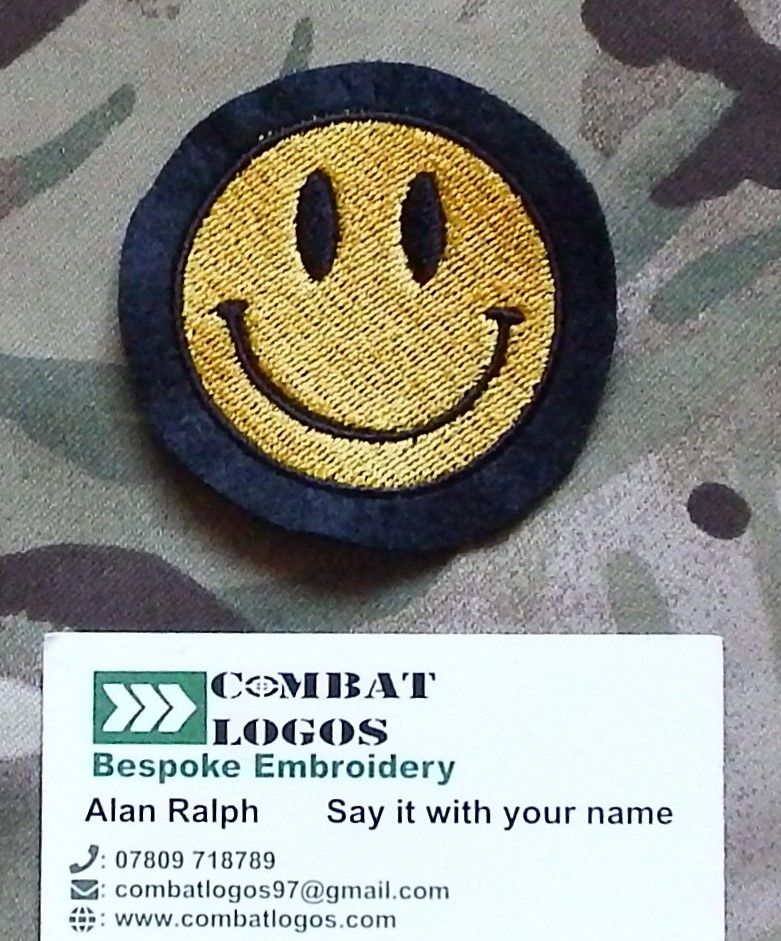 COMBAT
LOGOS
Bespoke Embroidery
Alan Ralph Say it with your name
: 07809 718789
: combatlogos97@gmail.com
: www.combatlogos.com